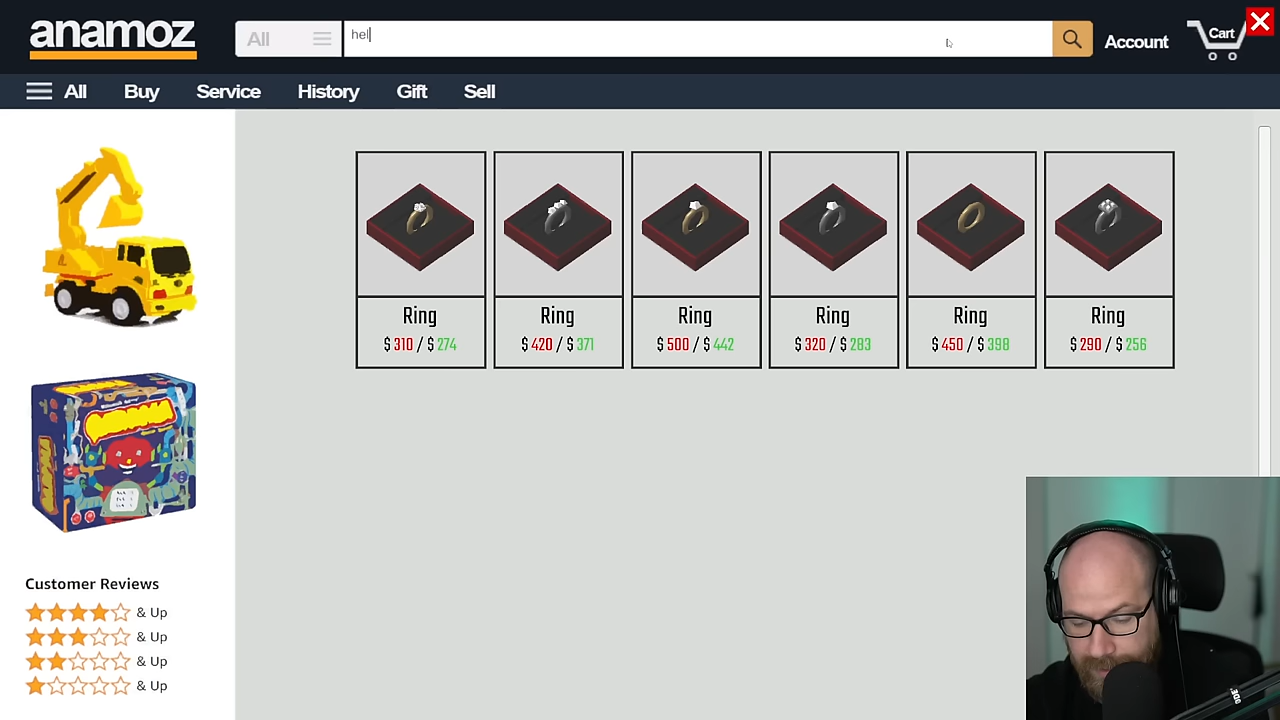 anamoz
All
hel
Account
Cart
All
Buy
Service
History
Gift
Sell
Ring
$ 310 / $ 274
Ring
$ 420 / $ 371
Ring
$ 500 / $ 442
Ring
$ 320 / $ 283
Ring
$ 450 / $ 398
Ring
$ 290 / $ 256
Customer Reviews
& Up
& Up
& Up
& Up